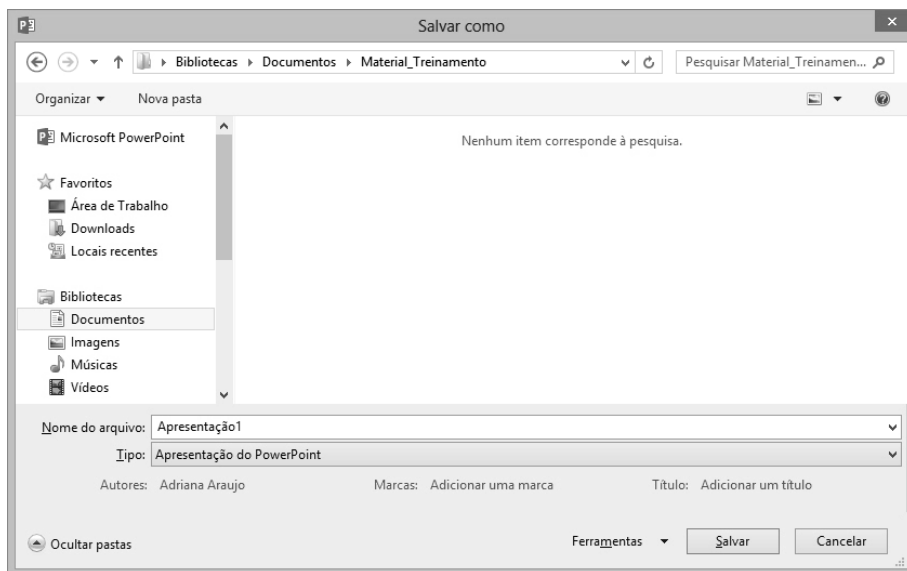 Salvar como
Bibliotecas Documentos Material_Treinamento Pesquisar Material_Treinamen...
Organizar Nova pasta
Microsoft PowerPoint
Nenhum item corresponde à pesquisa.
Favoritos
Área de Trabalho
Downloads
Locais recentes
Bibliotecas
Documentos
Imagens
Músicas
Vídeos
Nome do arquivo: Apresentação1
Tipo: Apresentação do PowerPoint
Autores: Adriana Araujo Marcas: Adicionar uma marca Título: Adicionar um título
Ocultar pastas Ferramentas Salvar Cancelar